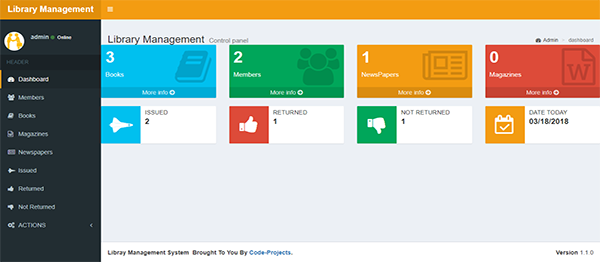 Library Management
admin Online
HEADER
Dashboard
Members
Books
Magazines
Newspapers
Issued
Returned
Not Returned
ACTIONS
Library Management Control panel
Admin > dashboard
3
Books
More info
2
Members
More info
1
NewsPapers
More info
0
Magazines
More info
W
ISSUED
2
RETURNED
1
NOT RETURNED
1
DATE TODAY
03/18/2018
Libray Management System Brought To You By Code-Projects.
Version 1.1.0